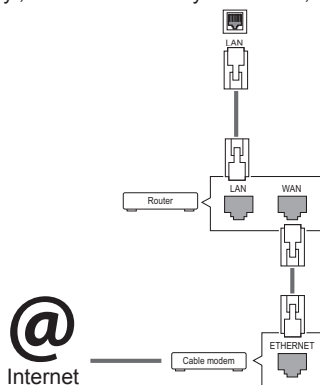 LAN
LAN WAN
Router
ETHERNET
@
Cable modem
Internet